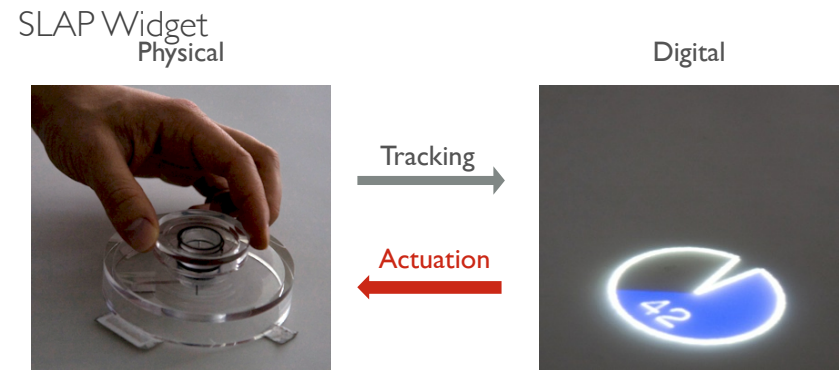 SLAP Widget
Physical
Digital
Tracking
Actuation
42